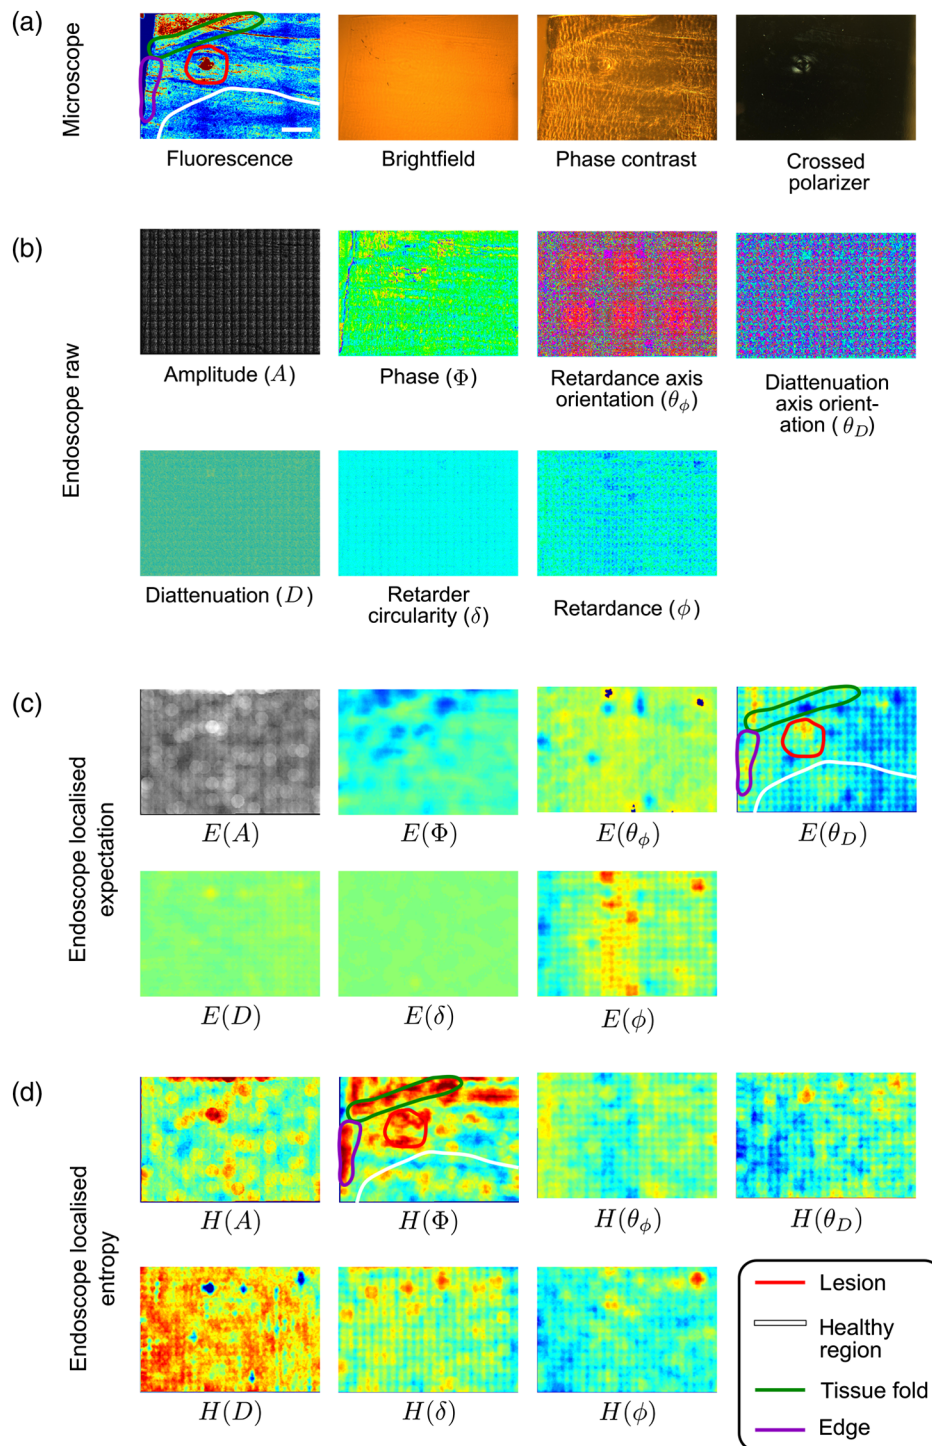 (a)
Microscope
Fluorescence
Brightfield
Phase contrast
Crossed
polarizer
(b)
Endoscope raw
Amplitude (A)
Phase (Φ)
Retardance axis
orientation (θϕ)
Diattenuation
axis orient-
ation (θD)
Diattenuation (D)
Retarder
circularity (δ)
Retardance (ϕ)
(c)
Endoscope localised
expectation
E(A)
E(Φ)
E(θϕ)
E(θD)
E(D)
E(δ)
E(ϕ)
(d)
Endoscope localised
entropy
H(A)
H(Φ)
H(θϕ)
H(θD)
H(D)
H(δ)
H(ϕ)
Lesion
Healthy
region
Tissue fold
Edge